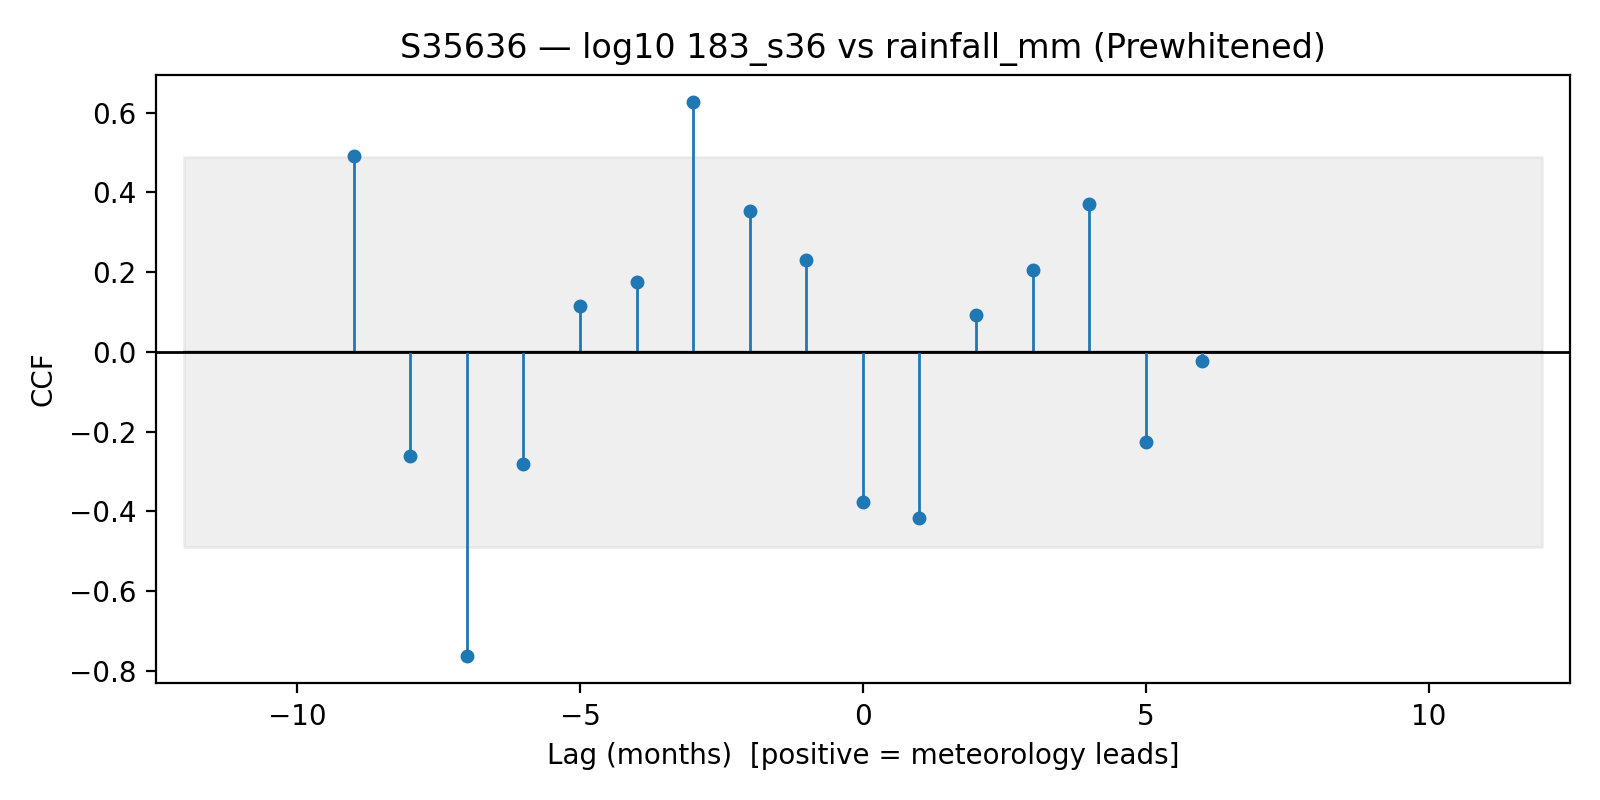 S35636 — log10 183_s36 vs rainfall_mm (Prewhitened)
0.6
0.4
0.2
0.0
−0.2
−0.4
−0.6
−0.8
CCF
−10 −5 0 5 10
Lag (months)  [positive = meteorology leads]